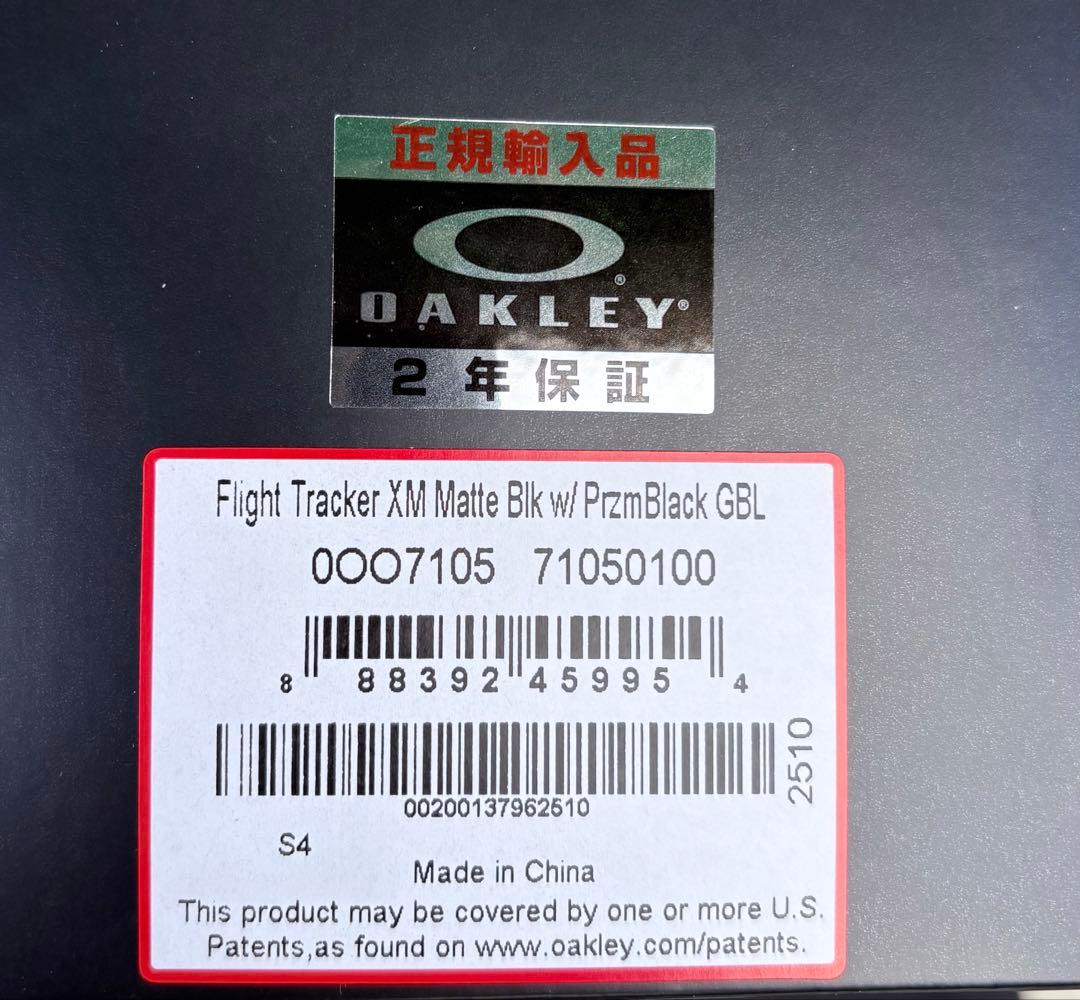 正規輸入品
OAKLEY®
2年保証
Flight Tracker XM Matte Blk w/ PrzmBlack GBL
0OO7105 71050100
8 88392 45995 4
2510
00200137962510
S4
Made in China
This product may be covered by one or more U.S.
Patents,as found on www.oakley.com/patents.